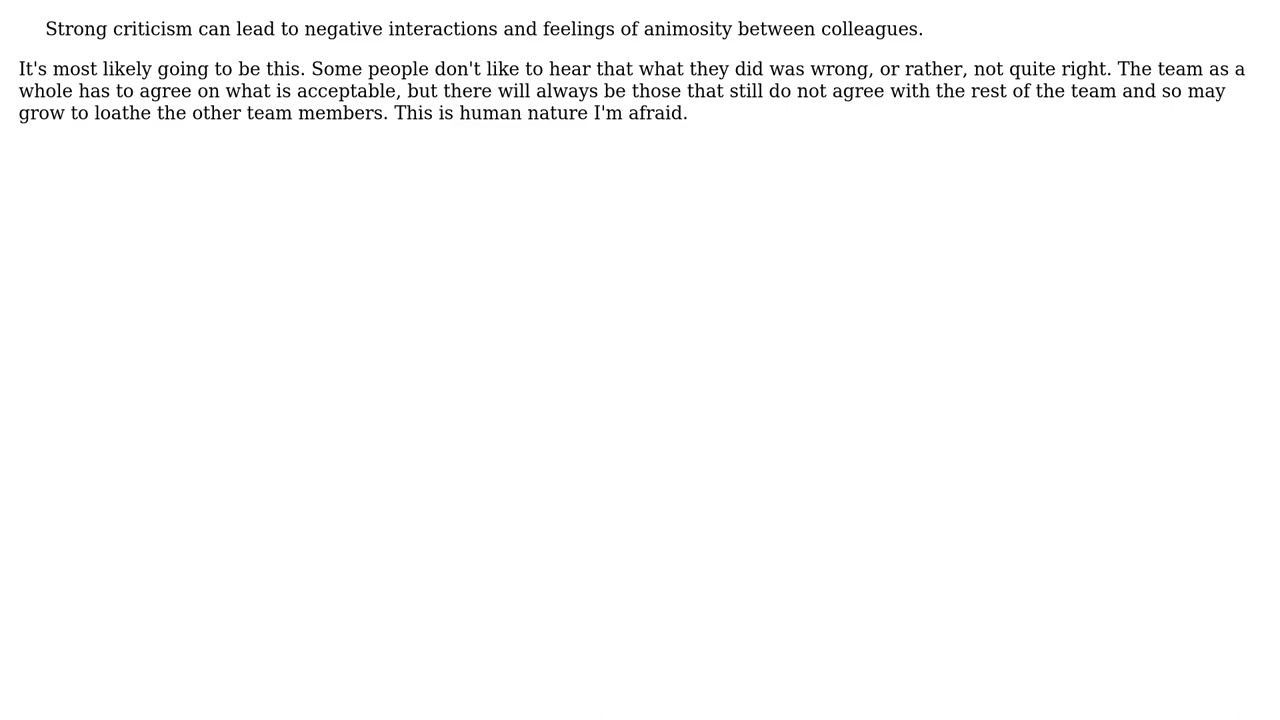 Strong criticism can lead to negative interactions and feelings of animosity between colleagues.
It's most likely going to be this. Some people don't like to hear that what they did was wrong, or rather, not quite right. The team as a
whole has to agree on what is acceptable, but there will always be those that still do not agree with the rest of the team and so may
grow to loathe the other team members. This is human nature I'm afraid.